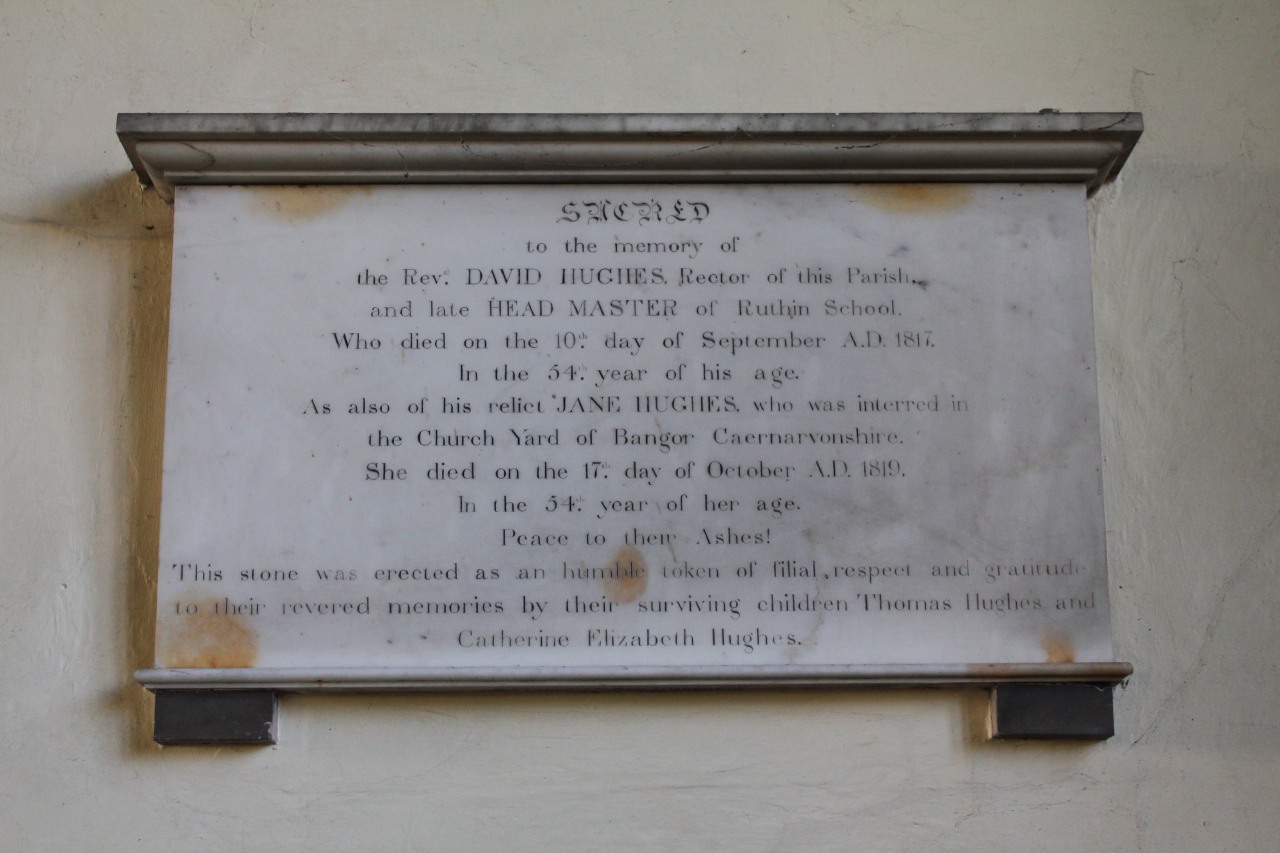 SACRED
to the memory of
the Revd. DAVID HUGHES, Rector of this Parish,
and late HEAD MASTER of Ruthin School.
Who died on the 10th. day of September A.D. 1817.
In the 54th. year of his age.
As also of his relict JANE HUGHES, who was interred in
the Church Yard of Bangor Caernarvonshire.
She died on the 17th. day of October A.D. 1819.
In the 54th. year of her age.
Peace to their Ashes!
This stone was erected as an humble token of filial respect and gratitude
to their revered memories by their surviving children Thomas Hughes and
Catherine Elizabeth Hughes.